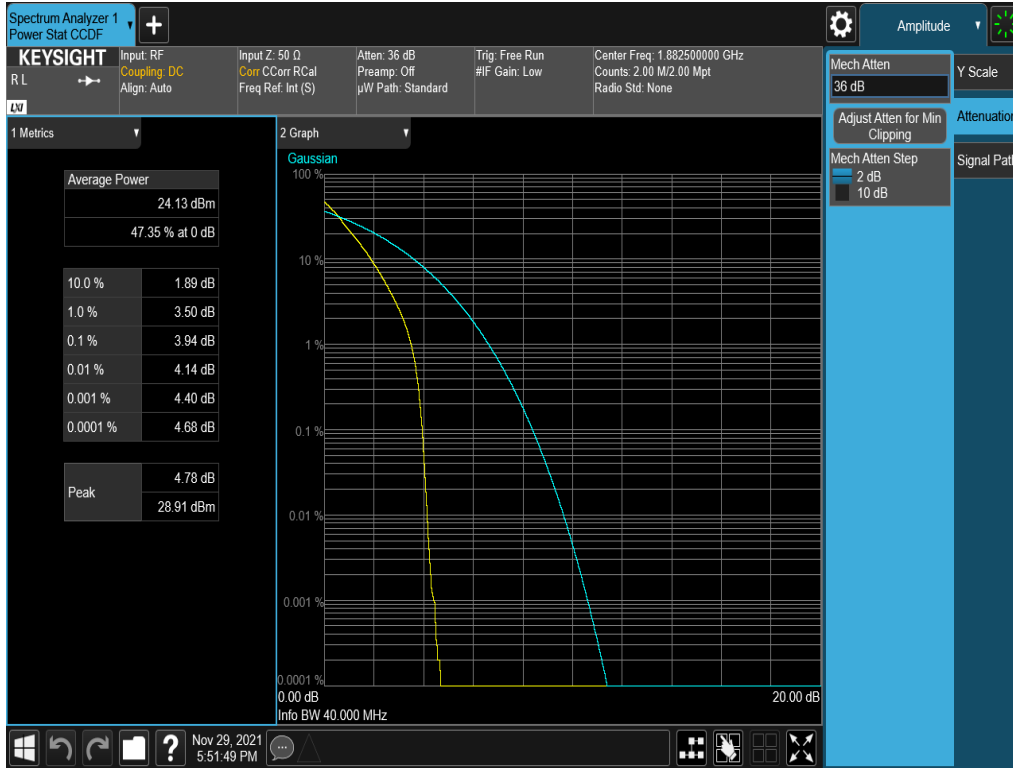 Spectrum Analyzer 1
Power Stat CCDF
Amplitude
KEYSIGHT
RL
LXI
Input: RF
Coupling: DC
Align: Auto
Input Z: 50 Ω
Corr CCorr RCal
Freq Ref: Int (S)
Atten: 36 dB
Preamp: Off
µW Path: Standard
Trig: Free Run
#IF Gain: Low
Center Freq: 1.882500000 GHz
Counts: 2.00 M/2.00 Mpt
Radio Std: None
Mech Atten
36 dB
Adjust Atten for Min
Clipping
Mech Atten Step
2 dB
10 dB
Y Scale
Attenuation
Signal Path
1 Metrics
Average Power
24.13 dBm
47.35 % at 0 dB
10.0 % 1.89 dB
1.0 % 3.50 dB
0.1 % 3.94 dB
0.01 % 4.14 dB
0.001 % 4.40 dB
0.0001 % 4.68 dB
Peak
4.78 dB
28.91 dBm
2 Graph
Gaussian
100 %
10 %
1 %
0.1 %
0.01 %
0.001 %
0.0001 %
0.00 dB 20.00 dB
Info BW 40.000 MHz
?
Nov 29, 2021
5:51:49 PM